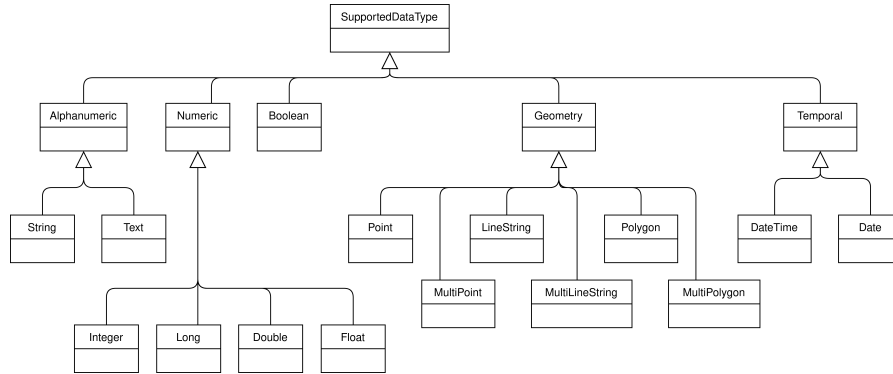 SupportedDataType
Alphanumeric
Numeric
Boolean
Geometry
Temporal
String
Text
Point
LineString
Polygon
DateTime
Date
MultiPoint
MultiLineString
MultiPolygon
Integer
Long
Double
Float